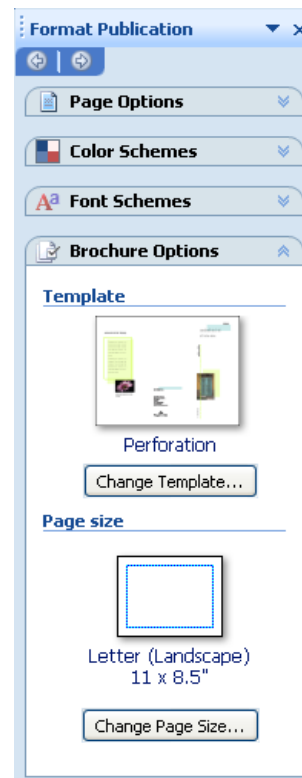 Format Publication
Page Options
Color Schemes
Font Schemes
Brochure Options
Template
Perforation
Change Template...
Page size
Letter (Landscape)
11 x 8.5"
Change Page Size...